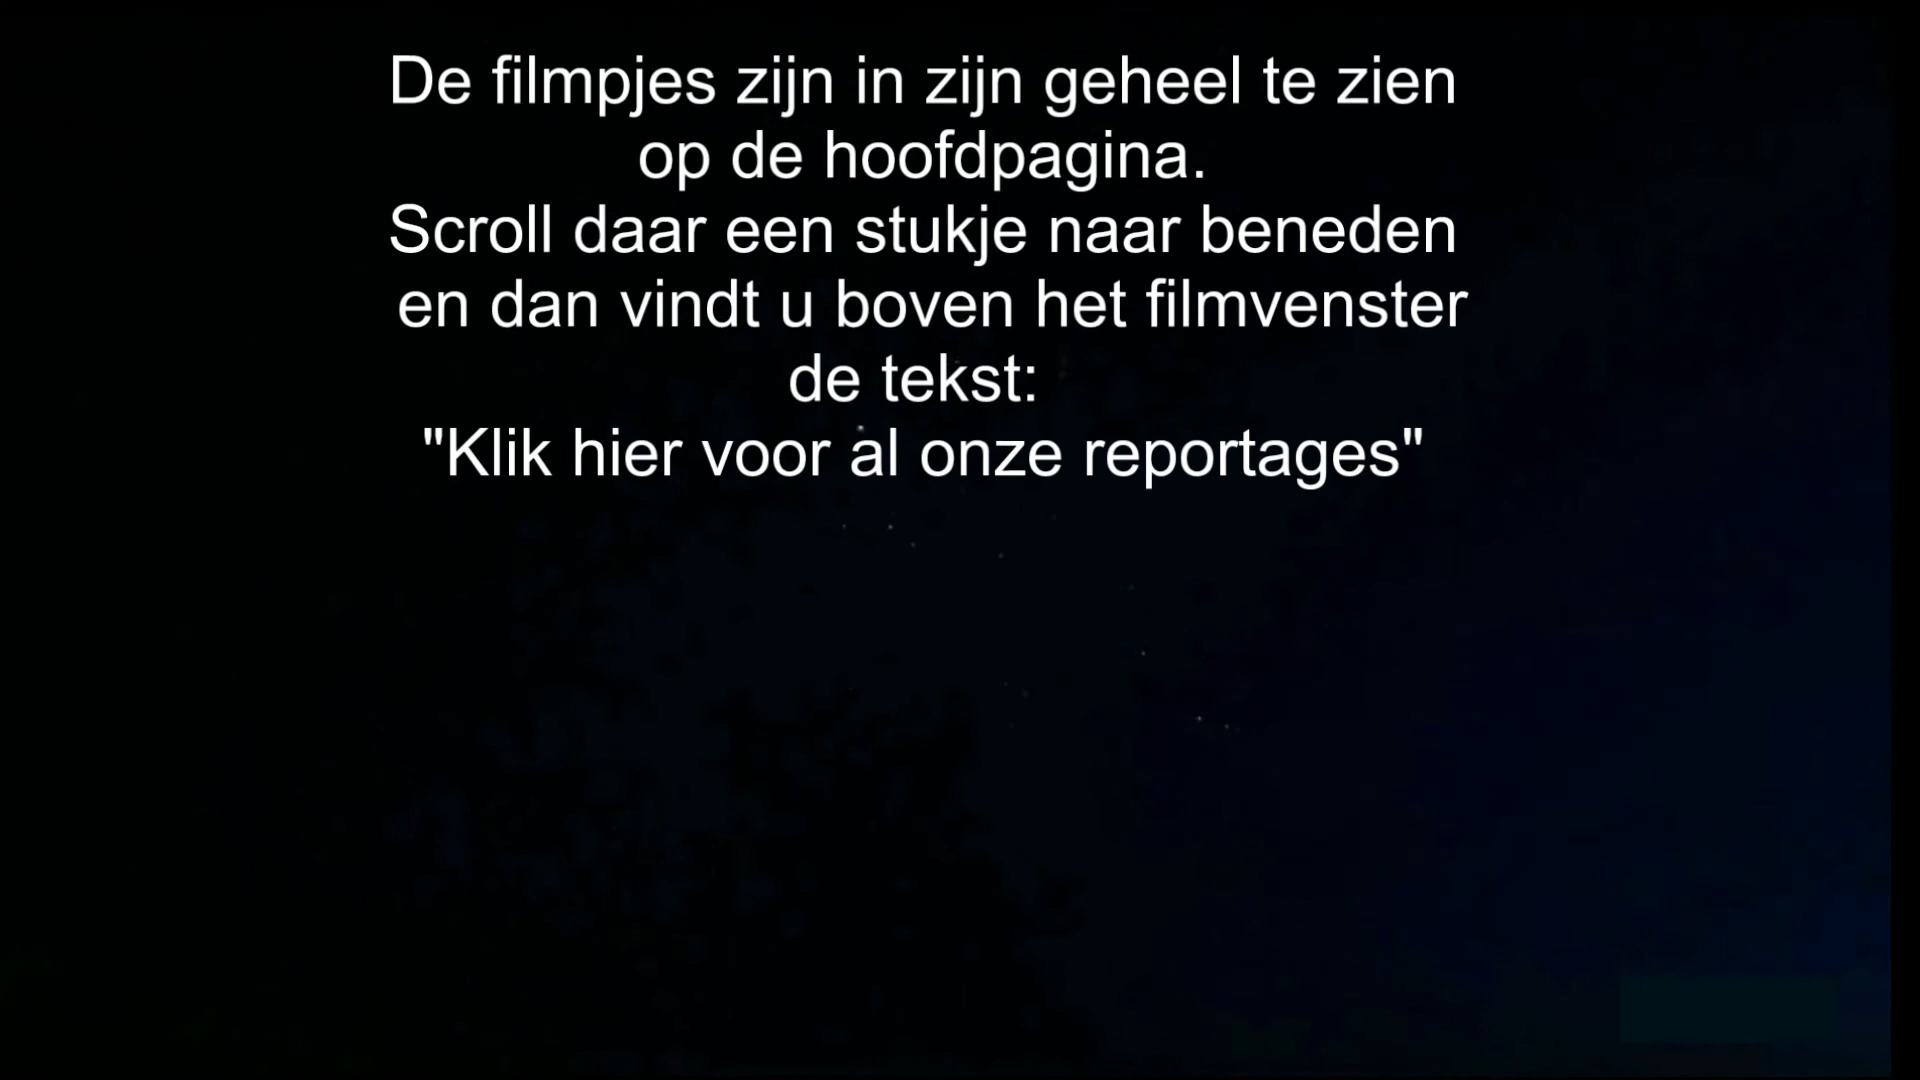 De filmpjes zijn in zijn geheel te zien
op de hoofdpagina.
Scroll daar een stukje naar beneden
en dan vindt u boven het filmvenster
de tekst:
"Klik hier voor al onze reportages"